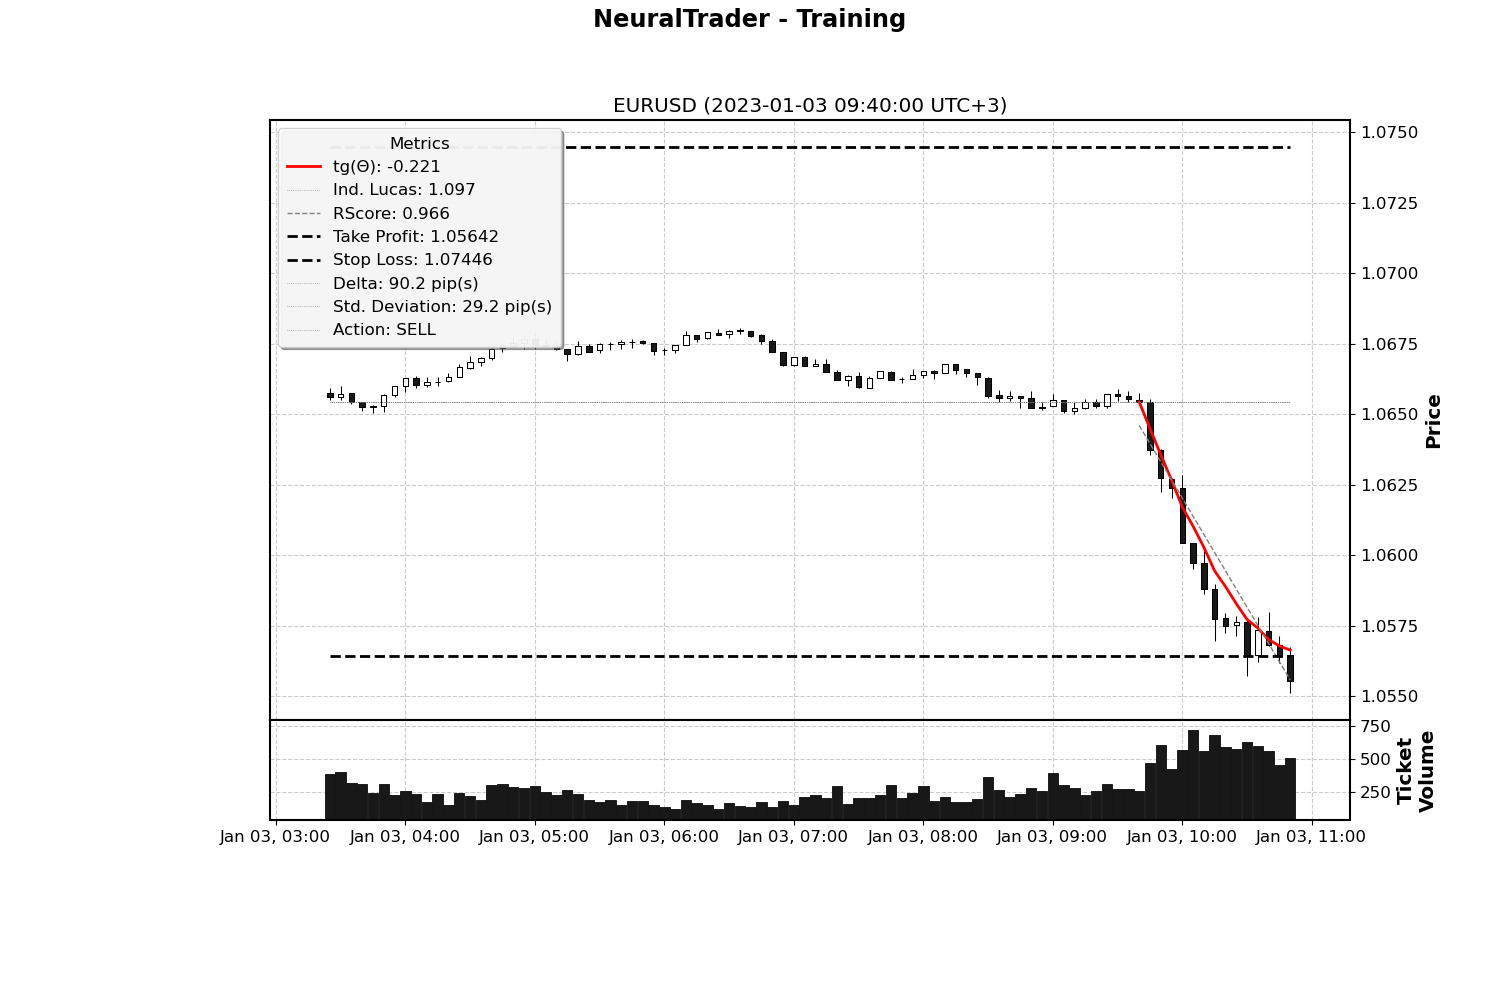 NeuralTrader - Training
EURUSD (2023-01-03 09:40:00 UTC+3)
Metrics
tg(Θ): -0.221
Ind. Lucas: 1.097
RScore: 0.966
Take Profit: 1.05642
Stop Loss: 1.07446
Delta: 90.2 pip(s)
Std. Deviation: 29.2 pip(s)
Action: SELL
1.0750
1.0725
1.0700
1.0675
1.0650
1.0625
1.0600
1.0575
1.0550
Price
750
500
250
Ticket
Volume
Jan 03, 03:00
Jan 03, 04:00
Jan 03, 05:00
Jan 03, 06:00
Jan 03, 07:00
Jan 03, 08:00
Jan 03, 09:00
Jan 03, 10:00
Jan 03, 11:00